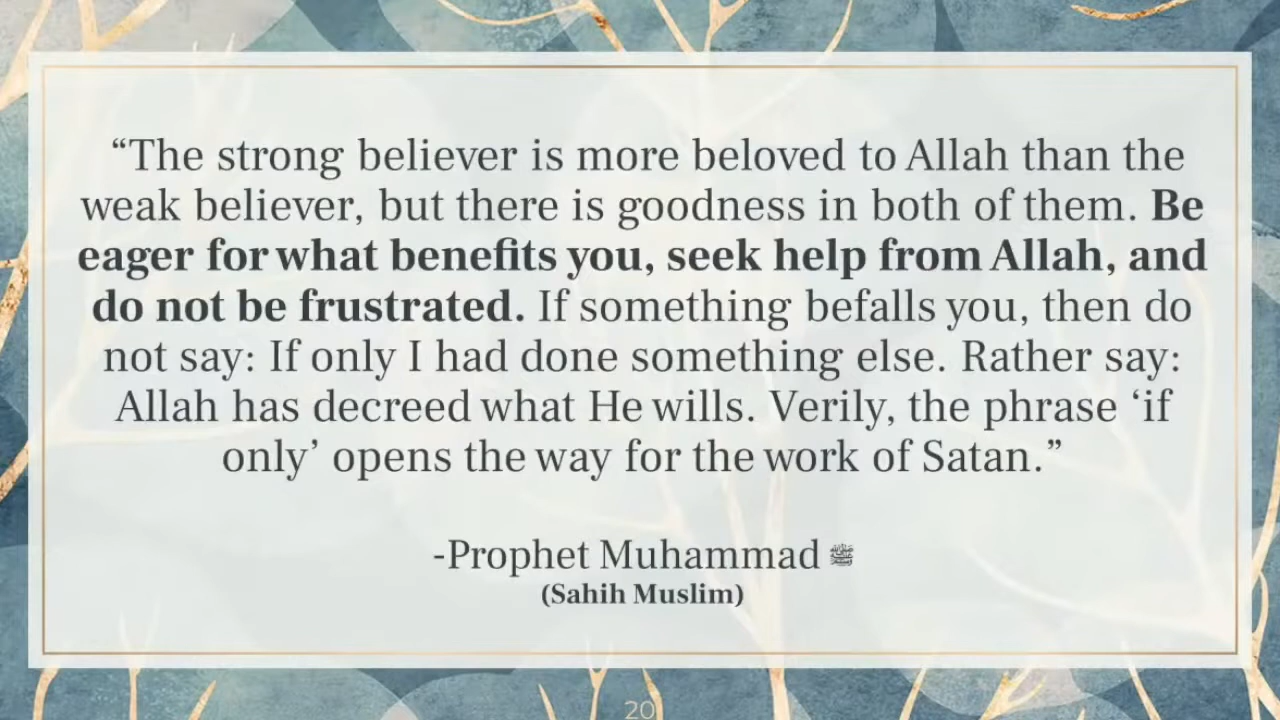 “The strong believer is more beloved to Allah than the
weak believer, but there is goodness in both of them. Be
eager for what benefits you, seek help from Allah, and
do not be frustrated. If something befalls you, then do
not say: If only I had done something else. Rather say:
Allah has decreed what He wills. Verily, the phrase ‘if
only’ opens the way for the work of Satan.”
-Prophet Muhammad ﷺ
(Sahih Muslim)
20